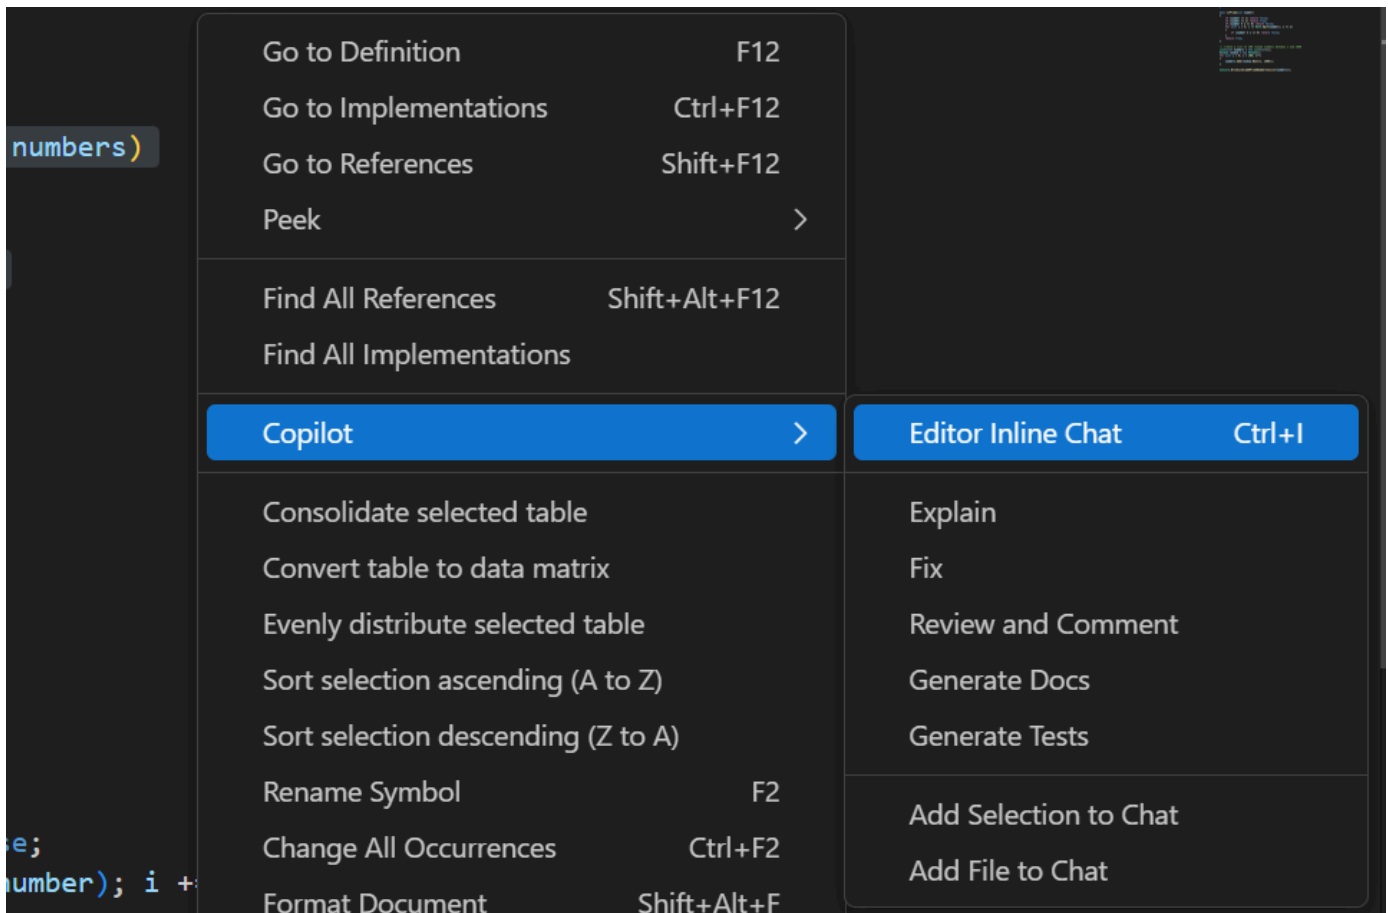 Go to Definition F12
Go to Implementations Ctrl+F12
numbers)
Go to References Shift+F12
Peek
Find All References Shift+Alt+F12
Find All Implementations
Copilot
Editor Inline Chat Ctrl+I
Consolidate selected table
Convert table to data matrix
Evenly distribute selected table
Sort selection ascending (A to Z)
Sort selection descending (Z to A)
Rename Symbol F2
Change All Occurrences Ctrl+F2
Format Document Shift+Alt+F
Explain
Fix
Review and Comment
Generate Docs
Generate Tests
Add Selection to Chat
Add File to Chat
se;
number); i +